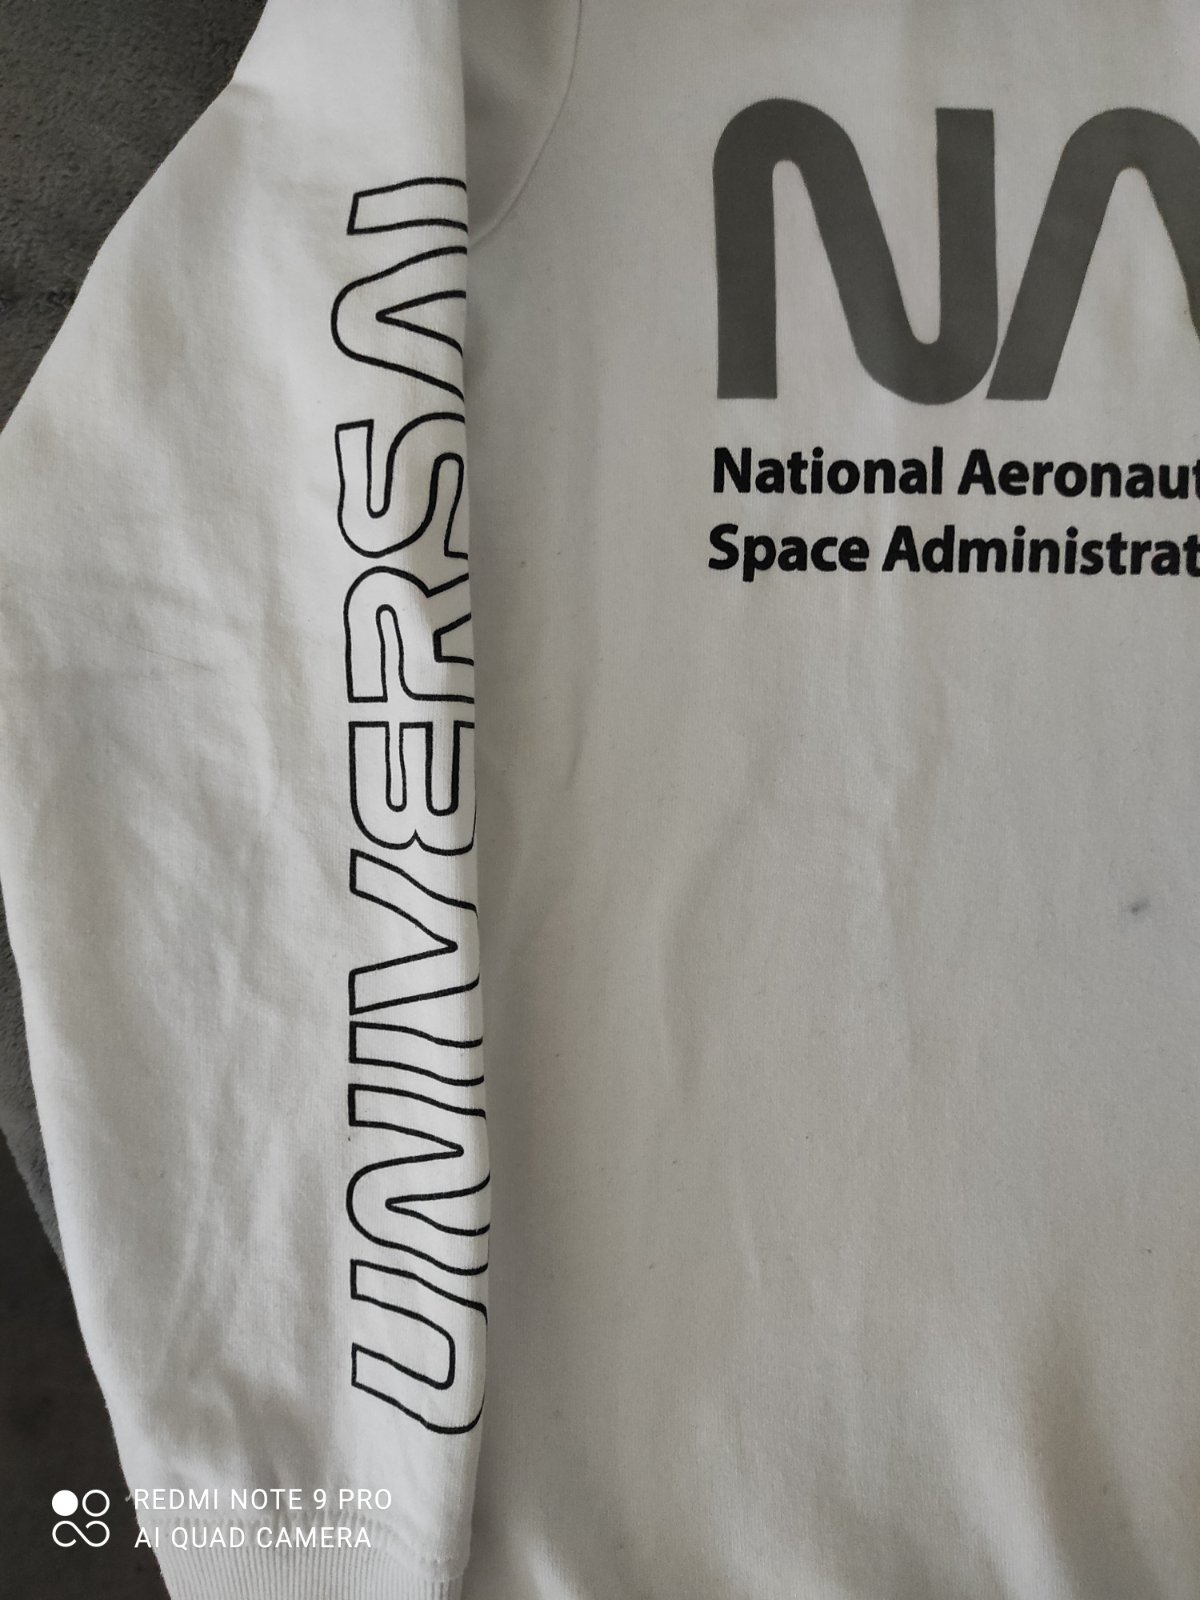 UNIVERSAL
NA
National Aeronaut
Space Administrat
REDMI NOTE 9 PRO
AI QUAD CAMERA